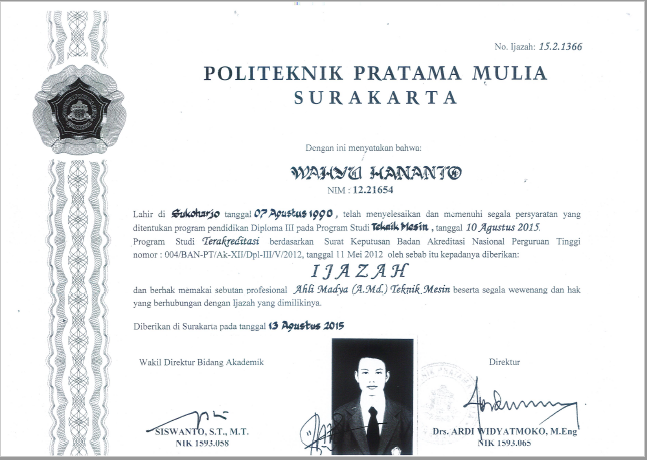 No. Ijazah: 15.2.1366
POLITEKNIK PRATAMA MULIA
SURAKARTA
Dengan ini menyatakan bahwa:
WAHYU HANANTO
NIM : 12.21654
Lahir di Sukoharjo tanggal 07 Agustus 1990, telah menyelesaikan dan memenuhi segala persyaratan yang
ditentukan program pendidikan Diploma III pada Program Studi Teknik Mesin, tanggal 10 Agustus 2015.
Program Studi Terakreditasi berdasarkan Surat Keputusan Badan Akreditasi Nasional Perguruan Tinggi
nomor : 004/BAN-PT/Ak-XII/Dpl-III/V/2012, tanggal 11 Mei 2012 oleh sebab itu kepadanya diberikan:
IJAZAH
dan berhak memakai sebutan profesional Ahli Madya (A.Md.) Teknik Mesin beserta segala wewenang dan hak
yang berhubungan dengan Ijazah yang dimilikinya.
Diberikan di Surakarta pada tanggal 13 Agustus 2015
Wakil Direktur Bidang Akademik
Direktur
SISWANTO, S.T., M.T.
NIK 1593.058
Drs. ARDI WIDYATMOKO, M.Eng
NIK 1593.065